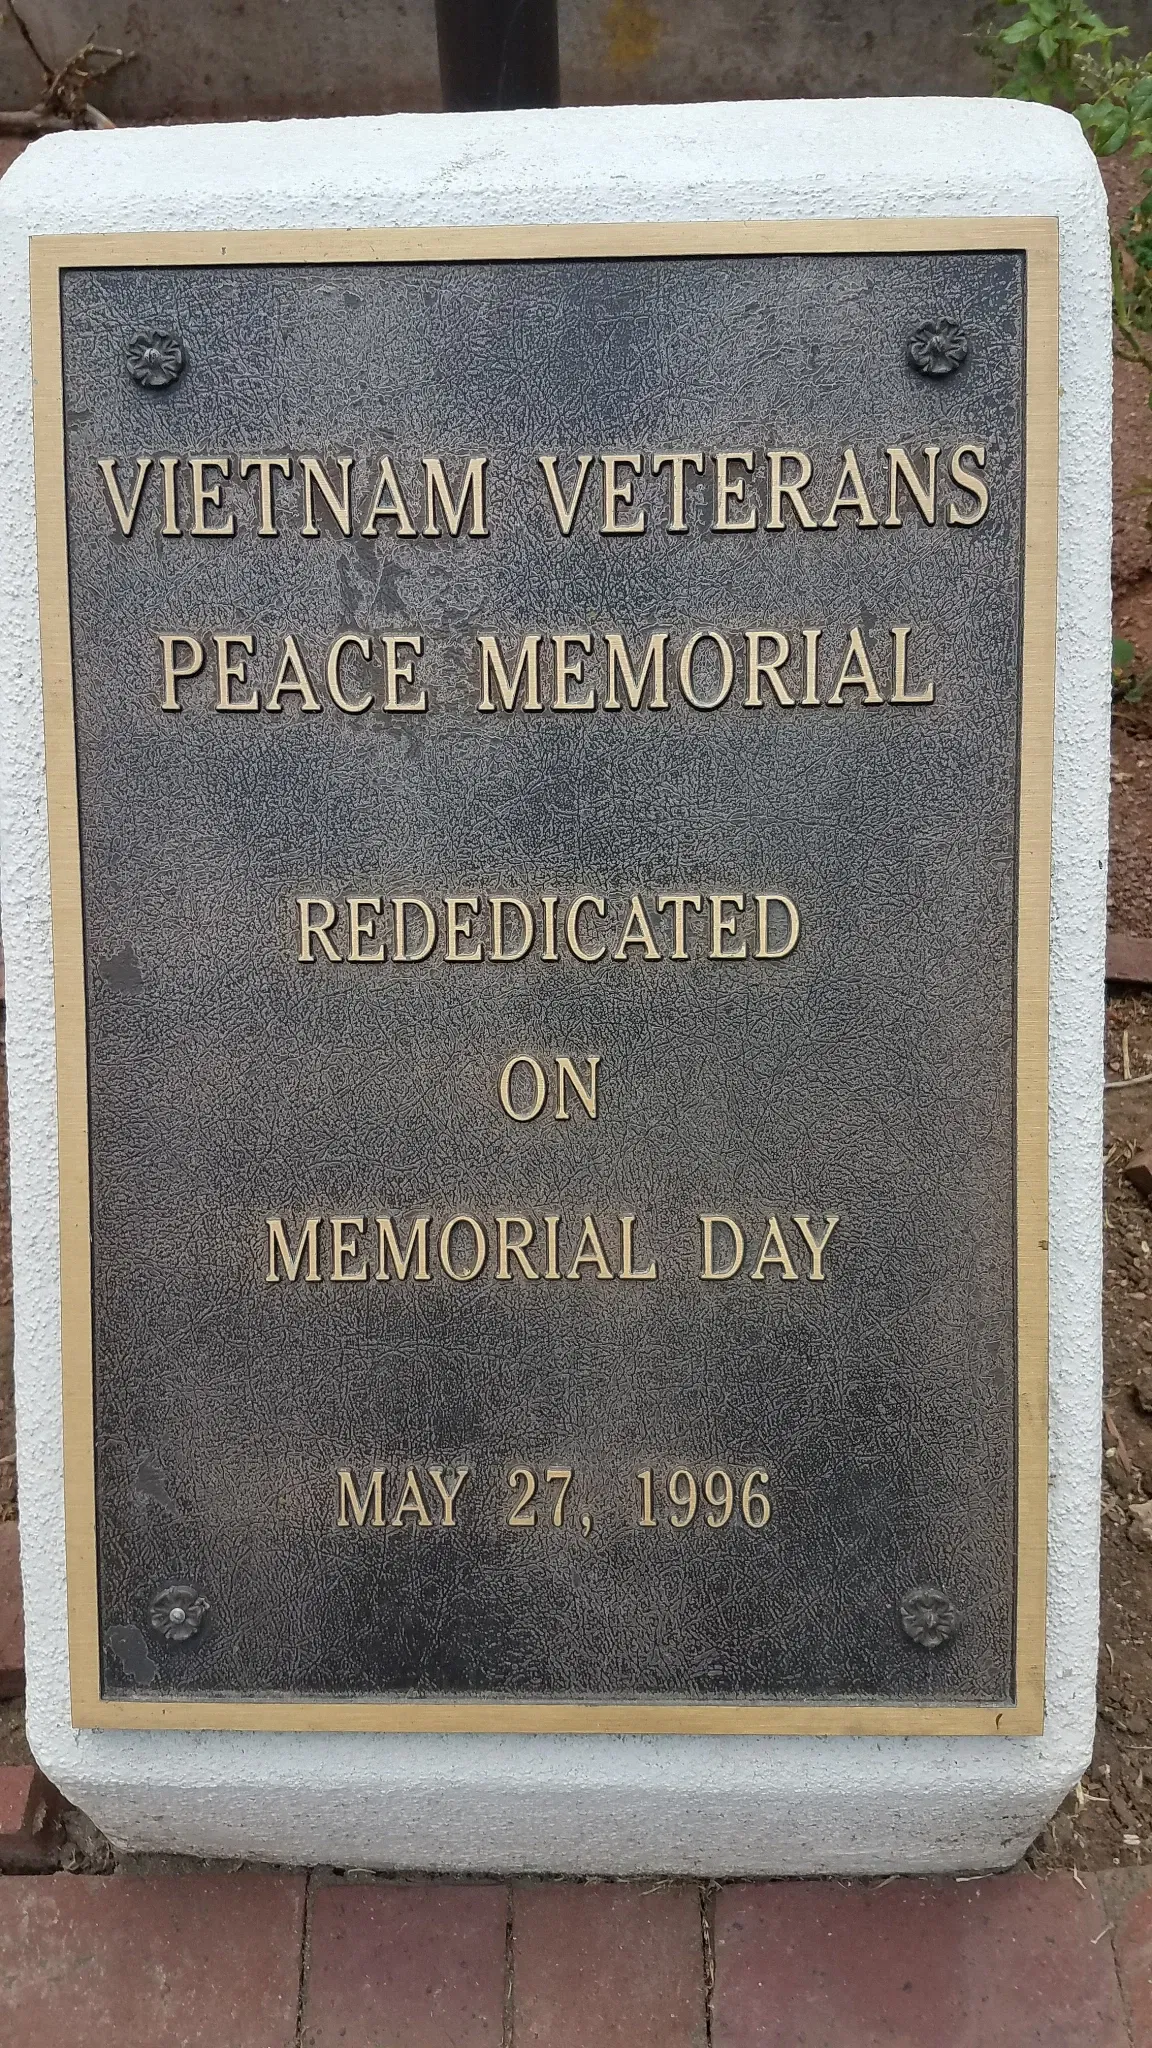 VIETNAM VETERANS
PEACE MEMORIAL
REDEDICATED
ON
MEMORIAL DAY
MAY 27, 1996